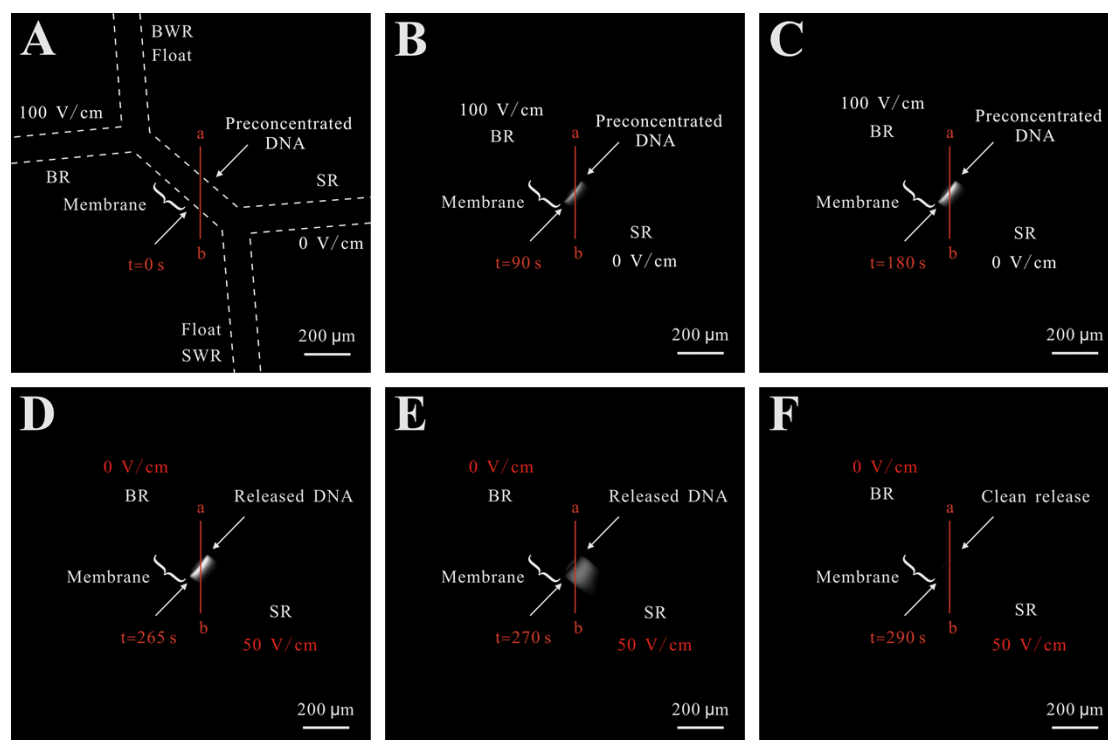 A
BWR
Float
100 V/cm
a
Preconcentrated
DNA
BR
SR
Membrane
0 V/cm
b
t=0 s
Float
SWR
200 µm
B
100 V/cm
BR
a
Preconcentrated
DNA
Membrane
SR
b
t=90 s
0 V/cm
200 µm
C
100 V/cm
BR
a
Preconcentrated
DNA
Membrane
SR
b
t=180 s
0 V/cm
200 µm
D
0 V/cm
BR
Released DNA
a
Membrane
SR
b
t=265 s
50 V/cm
200 µm
E
0 V/cm
BR
Released DNA
a
Membrane
SR
b
t=270 s
50 V/cm
200 µm
F
0 V/cm
BR
Clean release
a
Membrane
SR
b
t=290 s
50 V/cm
200 µm